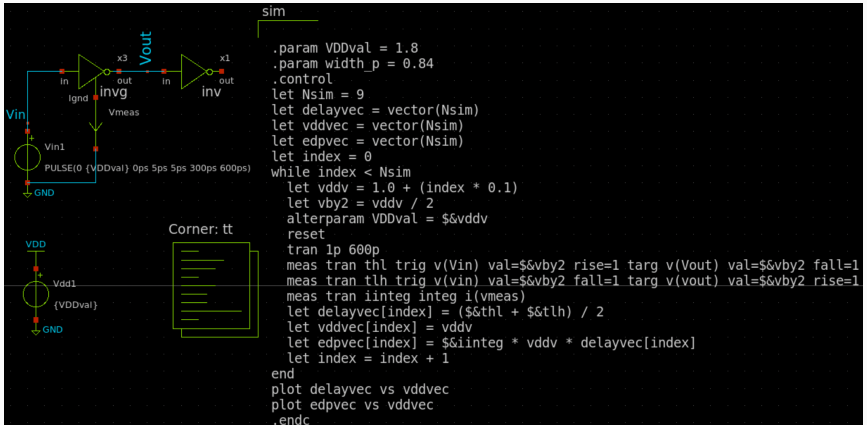 sim
Vout
x3
x1
in
out
in
out
invg
inv
Ignd
Vmeas
Vin
+
Vin1
PULSE(0 {VDDval} 0ps 5ps 5ps 300ps 600ps)
GND
Corner: tt
VDD
+
Vdd1
{VDDval}
GND
.param VDDval = 1.8
.param width_p = 0.84
.control
let Nsim = 9
let delayvec = vector(Nsim)
let vddvec = vector(Nsim)
let edpvec = vector(Nsim)
let index = 0
while index < Nsim
let vddv = 1.0 + (index * 0.1)
let vby2 = vddv / 2
alterparam VDDval = $&vddv
reset
tran 1p 600p
meas tran thl trig v(Vin) val=$&vby2 rise=1 targ v(Vout) val=$&vby2 fall=1
meas tran tlh trig v(Vin) val=$&vby2 fall=1 targ v(vout) val=$&vby2 rise=1
meas tran iinteg integ i(vmeas)
let delayvec[index] = ($&thl + $&tlh) / 2
let vddvec[index] = vddv
let edpvec[index] = $&iinteg * vddv * delayvec[index]
let index = index + 1
end
plot delayvec vs vddvec
plot edpvec vs vddvec
.endc